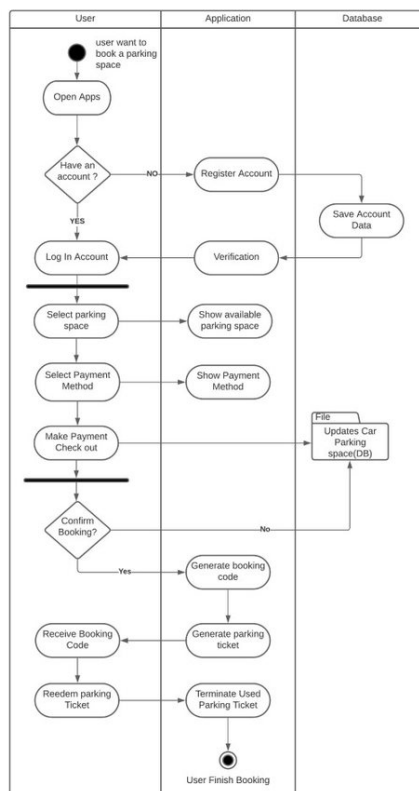 User
Application
Database
user want to
book a parking
space
Open Apps
Have an
account ?
NO
Register Account
Save Account
Data
YES
Log In Account
Verification
Select parking
space
Show available
parking space
Select Payment
Method
Show Payment
Method
Make Payment
Check out
File
Updates Car
Parking
space(DB)
Confirm
Booking?
No
Yes
Generate booking
code
Receive Booking
Code
Generate parking
ticket
Reedem parking
Ticket
Terminate Used
Parking Ticket
User Finish Booking